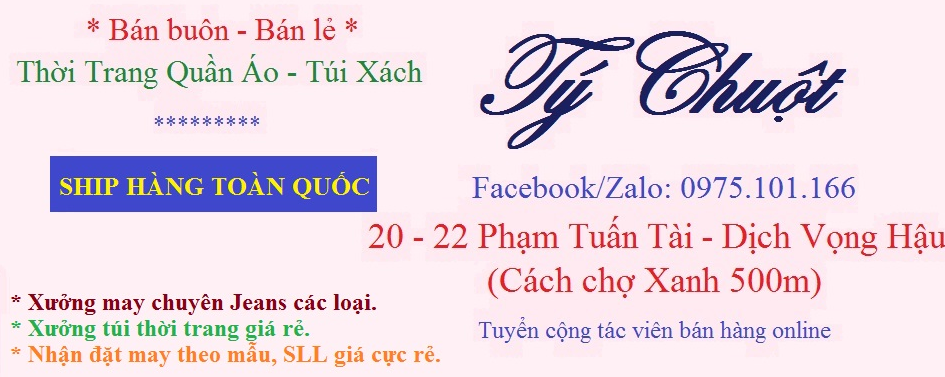 * Bán buôn - Bán lẻ *
Thời Trang Quần Áo - Túi Xách
*********
SHIP HÀNG TOÀN QUỐC
* Xưởng may chuyên Jeans các loại.
* Xưởng túi thời trang giá rẻ.
* Nhận đặt may theo mẫu, SLL giá cực rẻ.
Tý Chuột
Facebook/Zalo: 0975.101.166
20 - 22 Phạm Tuấn Tài - Dịch Vọng Hậu
(Cách chợ Xanh 500m)
Tuyển cộng tác viên bán hàng online